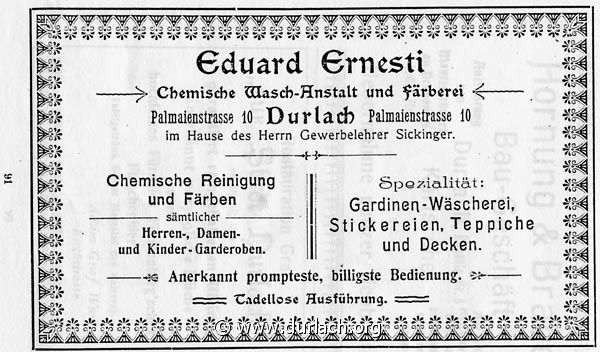 Eduard Ernesti
Chemische Wasch-Anstalt und Färberei
Palmaienstrasse 10 Durlach Palmaienstrasse 10
im Hause des Herrn Gewerbelehrer Sickinger.
Chemische Reinigung
und Färben
sämtlicher
Herren-, Damen-
und Kinder-Garderoben.
Spezialität:
Gardinen-Wäscherei,
Stickereien, Teppiche
und Decken.
Anerkannt prompteste, billigste Bedienung.
Tadellose Ausführung.
91
© www.durlach.org